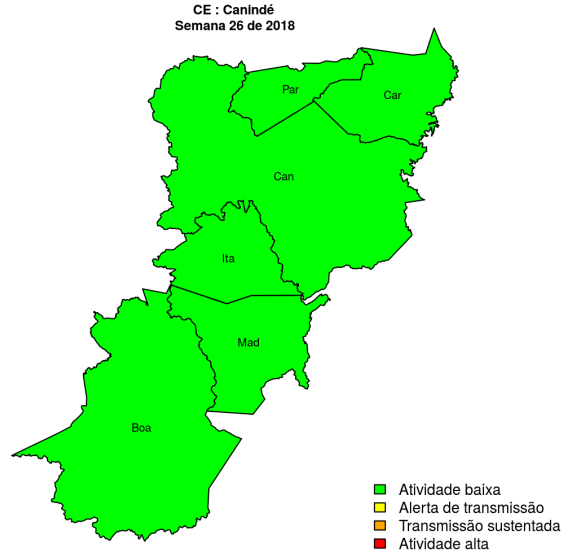 CE : Canindé
Semana 26 de 2018
Par
Car
Can
Ita
Mad
Boa
Atividade baixa
Alerta de transmissão
Transmissão sustentada
Atividade alta